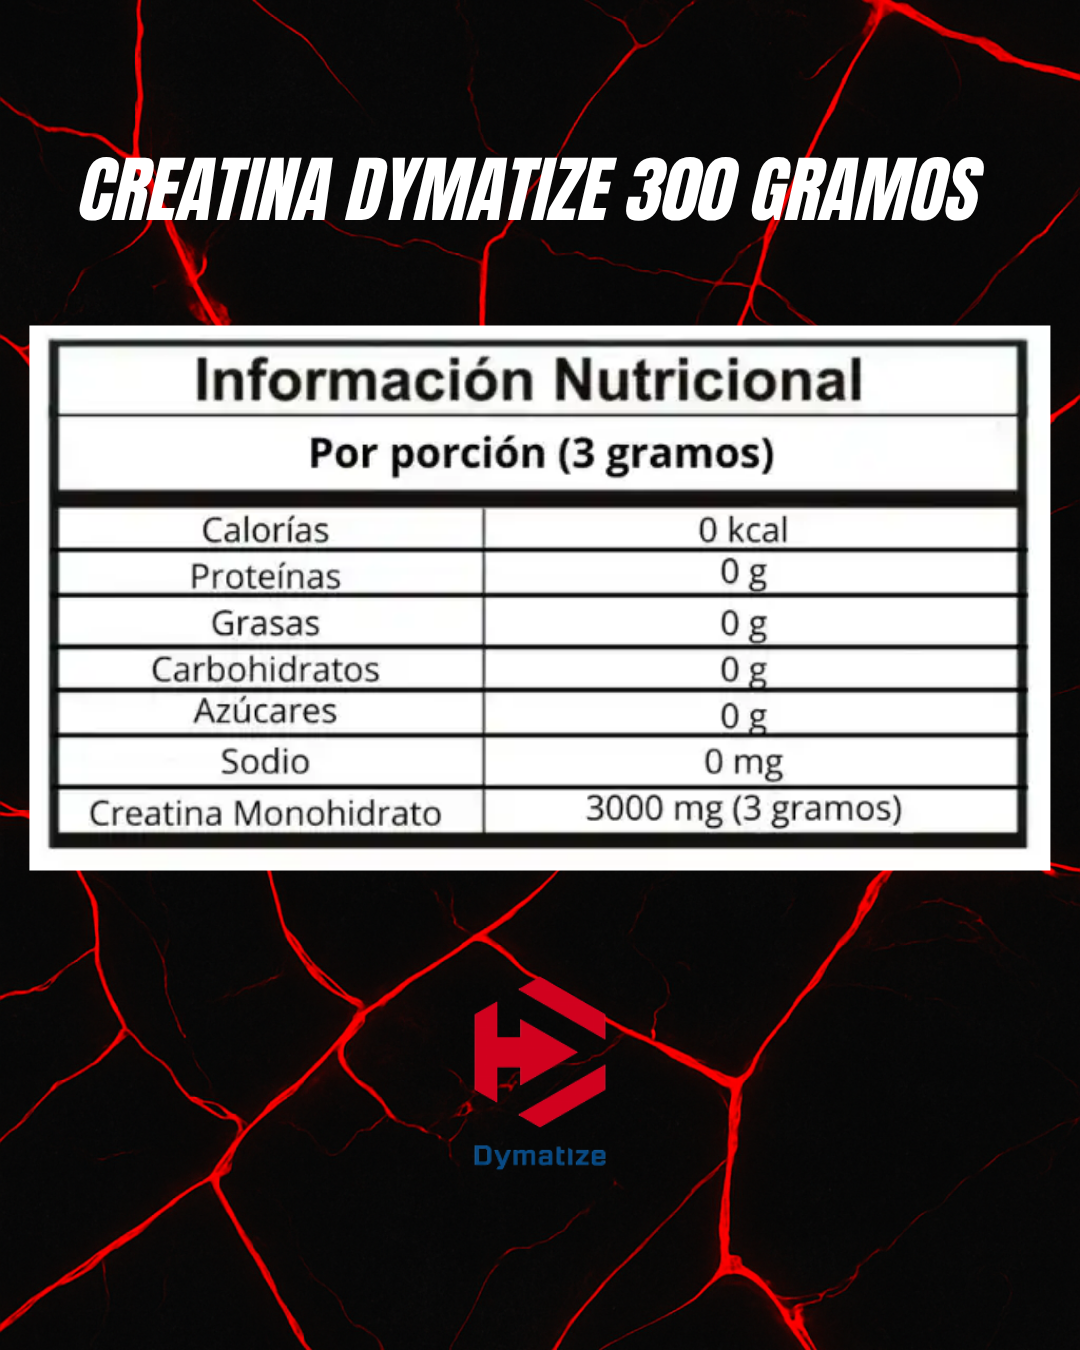 CREATINA DYMATIZE 300 GRAMOS
Información Nutricional
Por porción (3 gramos)
Calorías 0 kcal
Proteínas 0 g
Grasas 0 g
Carbohidratos 0 g
Azúcares 0 g
Sodio 0 mg
Creatina Monohidrato 3000 mg (3 gramos)
Dymatize